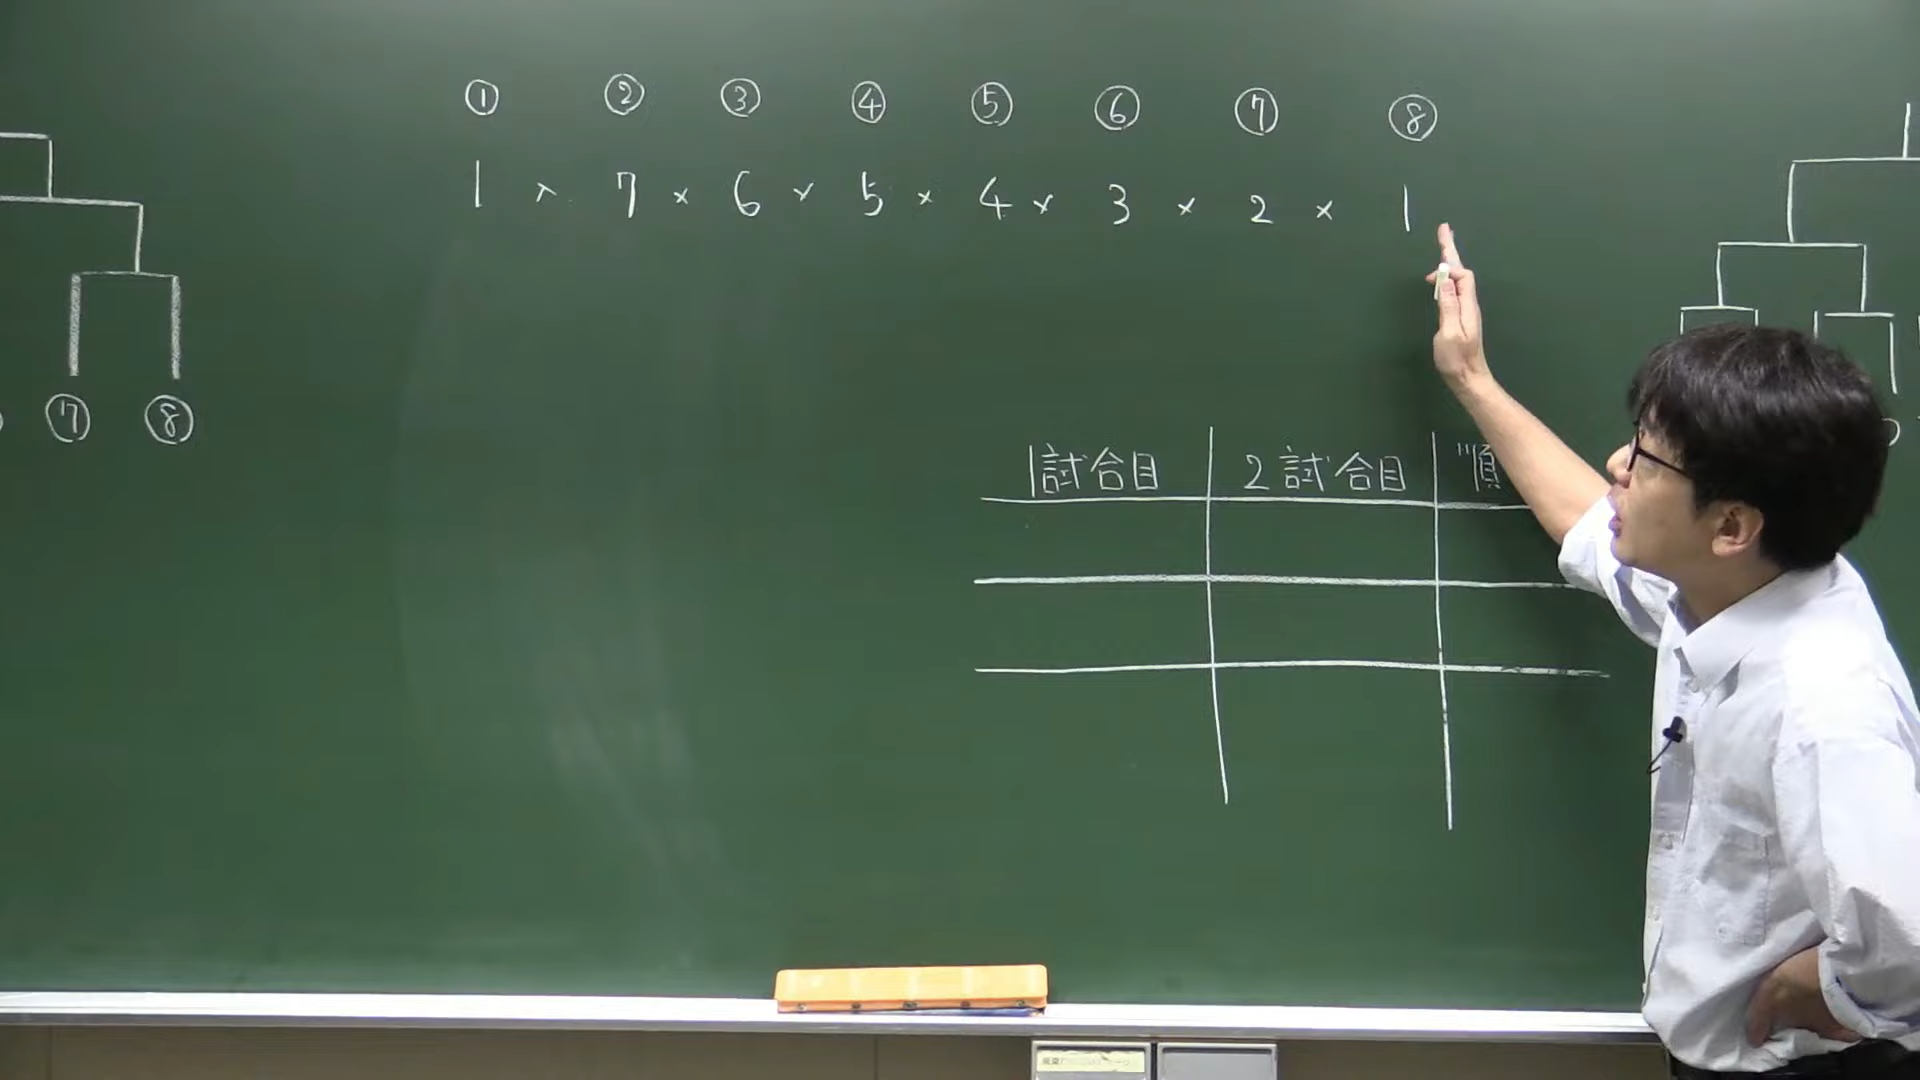 ① ② ③ ④ ⑤ ⑥ ⑦ ⑧
1 × 7 × 6 × 5 × 4 × 3 × 2 × 1
⑦ ⑧
1試合目 2試合目 順